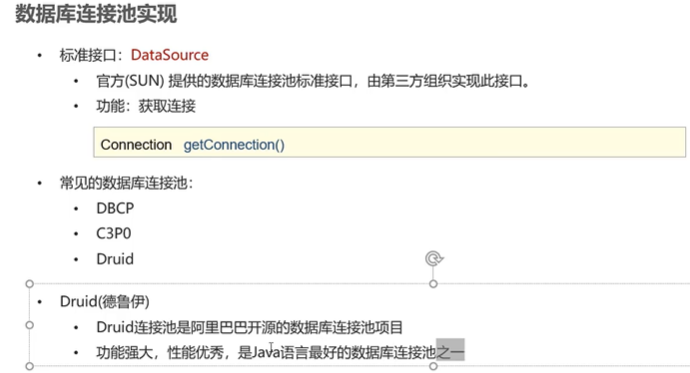 数据库连接池实现
• 标准接口：DataSource
• 官方(SUN) 提供的数据库连接池标准接口，由第三方组织实现此接口。
• 功能：获取连接
Connection getConnection()
• 常见的数据库连接池：
• DBCP
• C3P0
• Druid
• Druid(德鲁伊)
• Druid连接池是阿里巴巴开源的数据库连接池项目
• 功能强大，性能优秀，是Java语言最好的数据库连接池之一